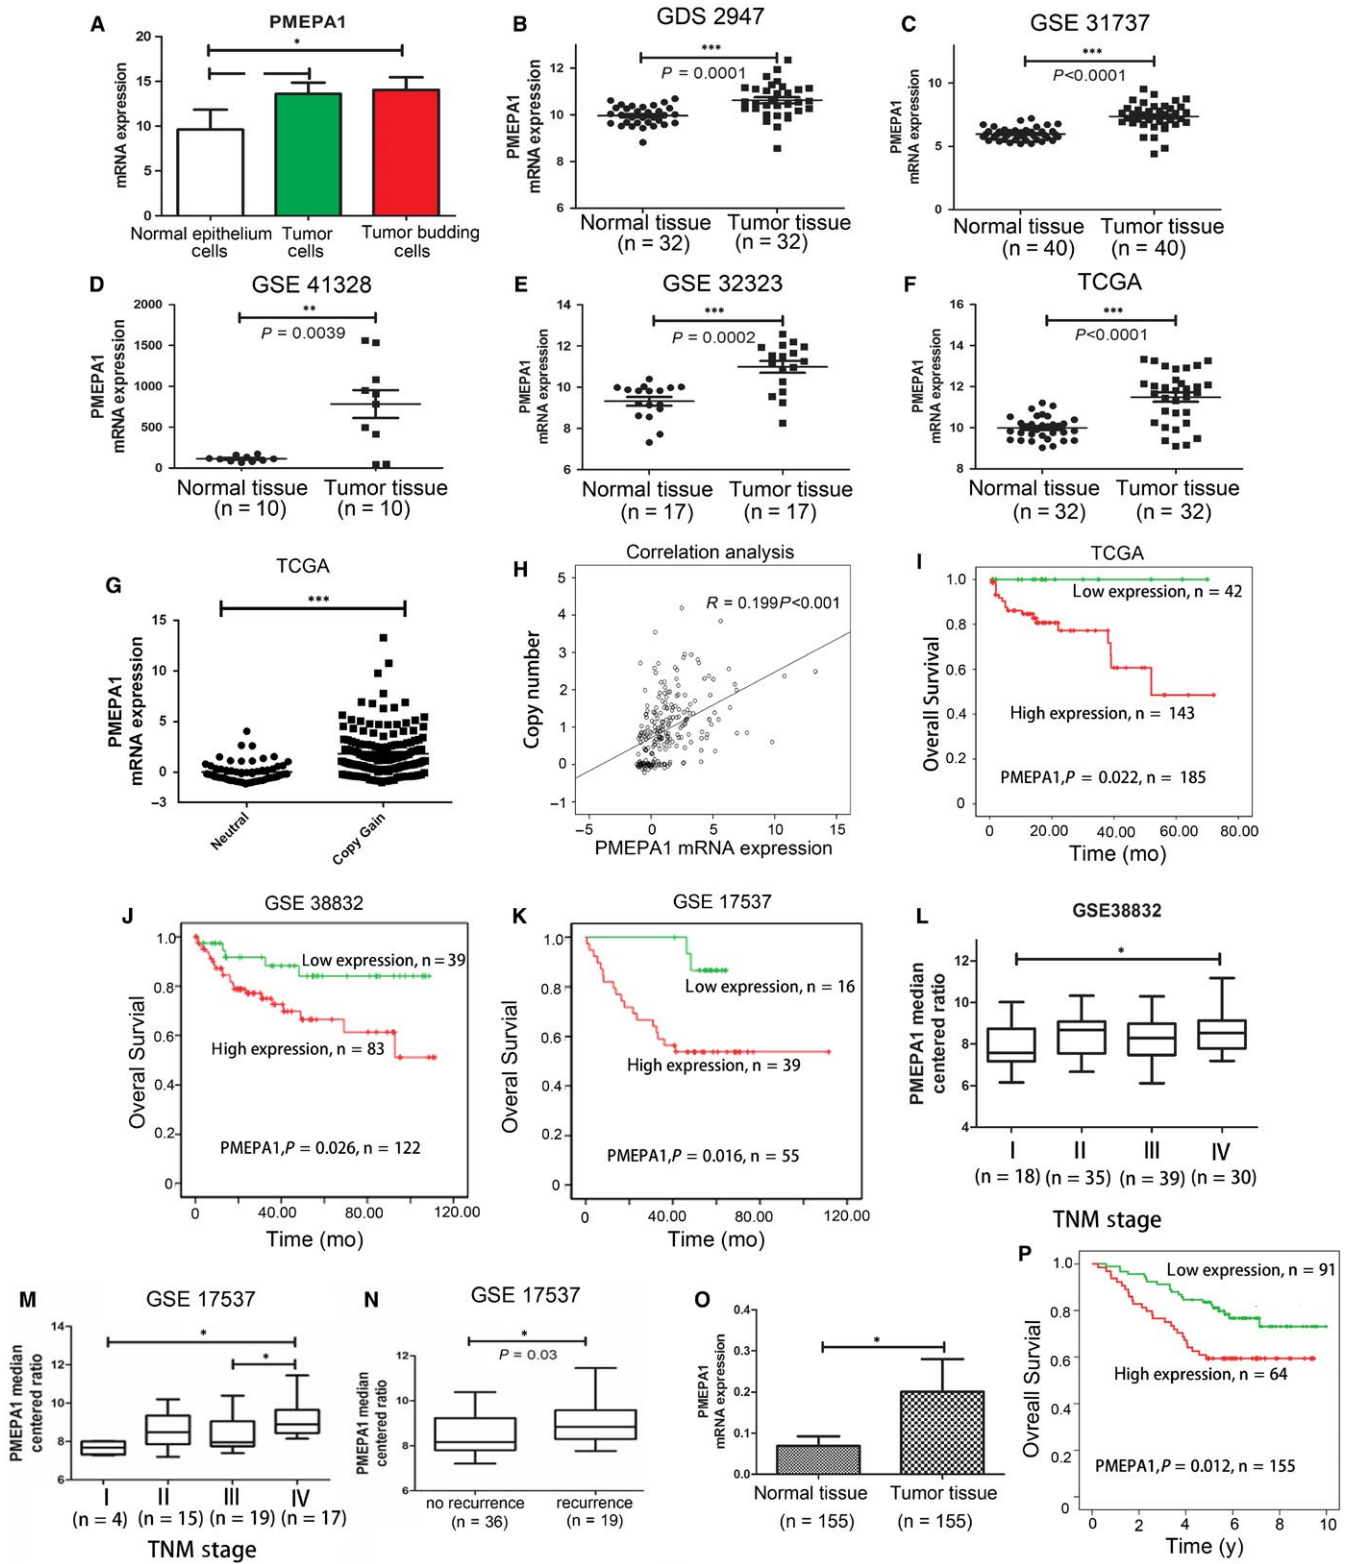 A
PMEPA1
*
PMEPA1
mRNA expression
20
15
10
5
0
Normal epithelium
cells
Tumor
cells
Tumor budding
cells
B
GDS 2947
***
P = 0.0001
PMEPA1
mRNA expression
12
10
8
6
Normal tissue
(n = 32)
Tumor tissue
(n = 32)
C
GSE 31737
***
P<0.0001
PMEPA1
mRNA expression
10
5
0
Normal tissue
(n = 40)
Tumor tissue
(n = 40)
D
GSE 41328
**
P = 0.0039
PMEPA1
mRNA expression
2000
1500
1000
500
0
Normal tissue
(n = 10)
Tumor tissue
(n = 10)
E
GSE 32323
***
P = 0.0002
PMEPA1
mRNA expression
14
12
10
8
6
Normal tissue
(n = 17)
Tumor tissue
(n = 17)
F
TCGA
***
P<0.0001
PMEPA1
mRNA expression
16
14
12
10
8
Normal tissue
(n = 32)
Tumor tissue
(n = 32)
G
TCGA
***
PMEPA1
mRNA expression
15
10
5
0
−3
Neutral
Copy Gain
H
Correlation analysis
R = 0.199 P<0.001
Copy number
5
4
3
2
1
0
−1
−5 0 5 10 15
PMEPA1 mRNA expression
I
TCGA
Low expression, n = 42
High expression, n = 143
PMEPA1, P = 0.022, n = 185
Overall Survival
1.0
0.8
0.6
0.4
0.2
0
0 20.00 40.00 60.00 80.00
Time (mo)
J
GSE 38832
Low expression, n = 39
High expression, n = 83
PMEPA1, P = 0.026, n = 122
Overal Survial
1.0
0.8
0.6
0.4
0.2
0
0 40.00 80.00 120.00
Time (mo)
K
GSE 17537
Low expression, n = 16
High expression, n = 39
PMEPA1, P = 0.016, n = 55
Overal Survial
1.0
0.8
0.6
0.4
0.2
0
0 40.00 80.00 120.00
Time (mo)
L
GSE38832
*
PMEPA1 median
centered ratio
12
10
8
6
4
I II III IV
(n = 18) (n = 35) (n = 39) (n = 30)
TNM stage
M
GSE 17537
*
*
PMEPA1 median
centered ratio
14
12
10
8
6
I II III IV
(n = 4) (n = 15) (n = 19) (n = 17)
TNM stage
N
GSE 17537
*
P = 0.03
PMEPA1 median
centered ratio
12
10
8
6
no recurrence
(n = 36)
recurrence
(n = 19)
O
*
PMEPA1
mRNA expression
0.4
0.3
0.2
0.1
0.0
Normal tissue
(n = 155)
Tumor tissue
(n = 155)
P
Low expression, n = 91
High expression, n = 64
PMEPA1, P = 0.012, n = 155
Ovreall Survial
1.0
0.8
0.6
0.4
0.2
0
0 2 4 6 8 10
Time (y)